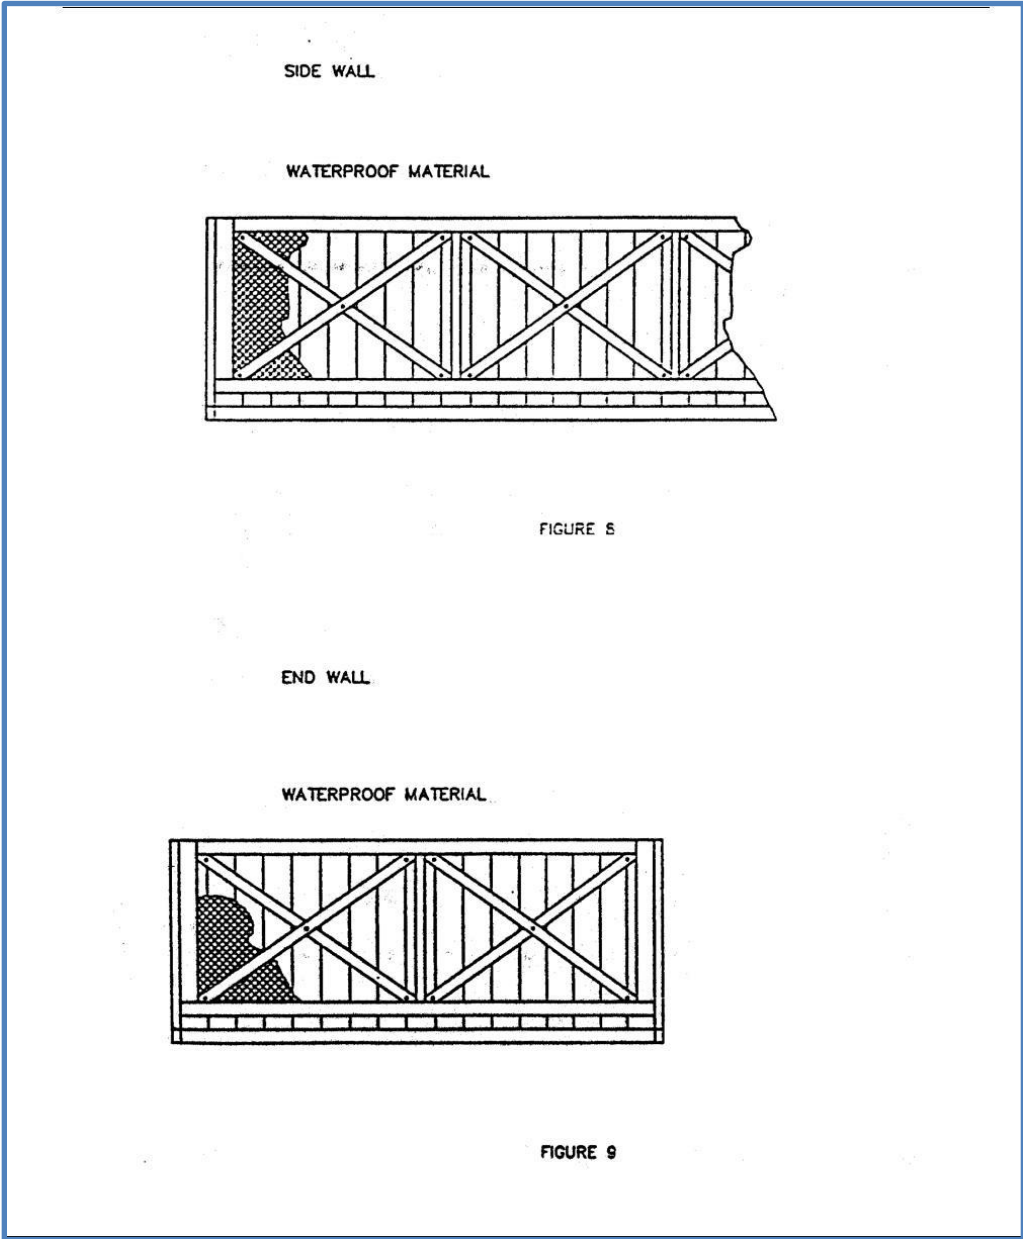 SIDE WALL
WATERPROOF MATERIAL
FIGURE 8
END WALL
WATERPROOF MATERIAL
FIGURE 9